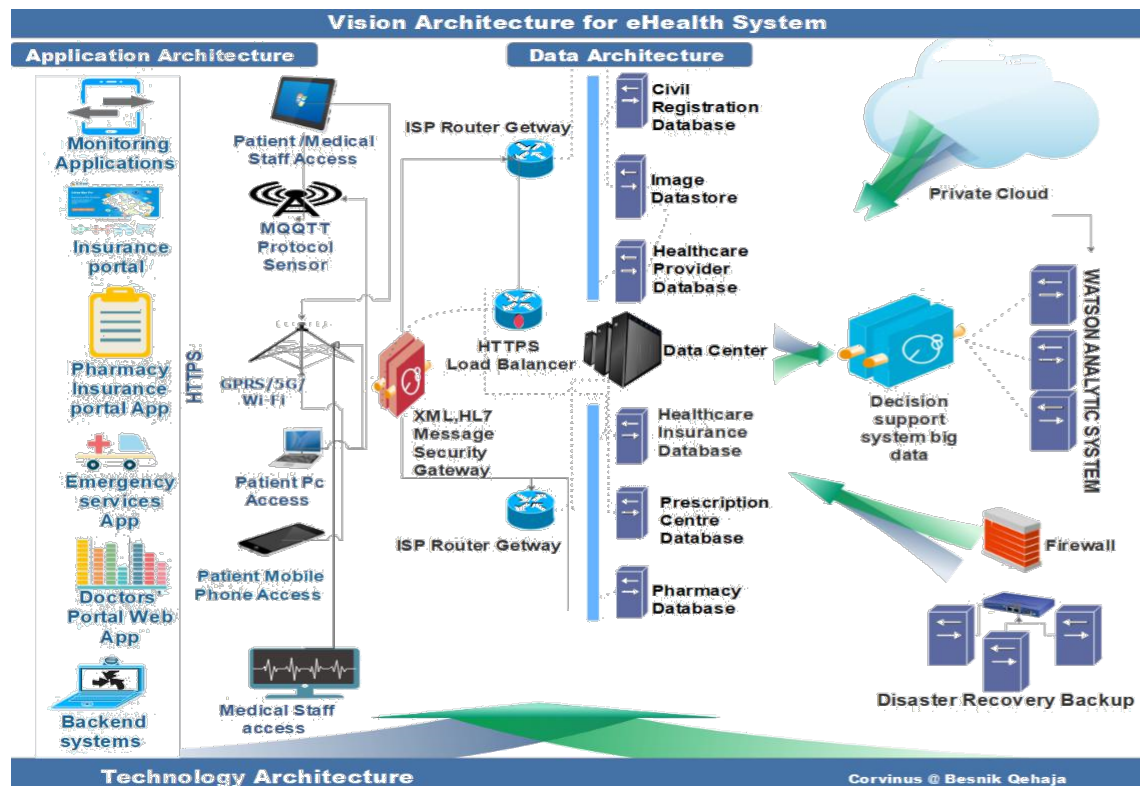 Vision Architecture for eHealth System
Application Architecture
Data Architecture
Monitoring
Applications
Insurance
portal
Pharmacy
Insurance
portal App
Emergency
services
App
Doctors'
Portal Web
App
Backend
systems
HTTPS
Patient /Medical
Staff Access
MQQTT
Protocol
Sensor
GPRS/5G/
Wi-Fi
Patient Pc
Access
Patient Mobile
Phone Access
Medical Staff
access
ISP Router Getway
HTTPS
Load Balancer
XML,HL7
Message
Security
Gateway
ISP Router Getway
Civil
Registration
Database
Image
Datastore
Healthcare
Provider
Database
Data Center
Healthcare
Insurance
Database
Prescription
Centre
Database
Pharmacy
Database
Private Cloud
Decision
support
system big
data
WATSON ANALYTIC SYSTEM
Firewall
Disaster Recovery Backup
Technology Architecture
Corvinus @ Besnik Qehaja